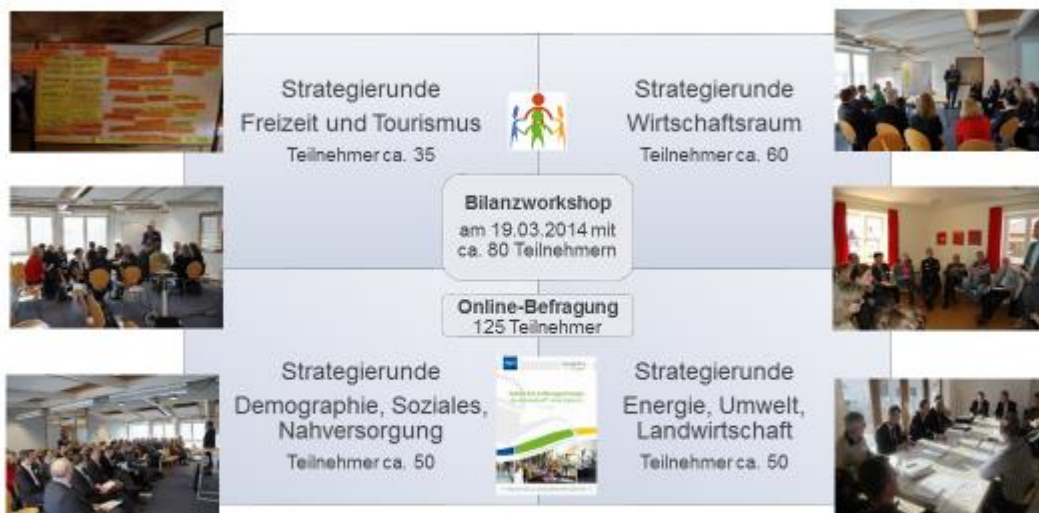 Strategierunde
Freizeit und Tourismus
Teilnehmer ca. 35
Strategierunde
Wirtschaftsraum
Teilnehmer ca. 60
Bilanzworkshop
am 19.03.2014 mit
ca. 80 Teilnehmern
Online-Befragung
125 Teilnehmer
Strategierunde
Demographie, Soziales,
Nahversorgung
Teilnehmer ca. 50
Strategierunde
Energie, Umwelt,
Landwirtschaft
Teilnehmer ca. 50